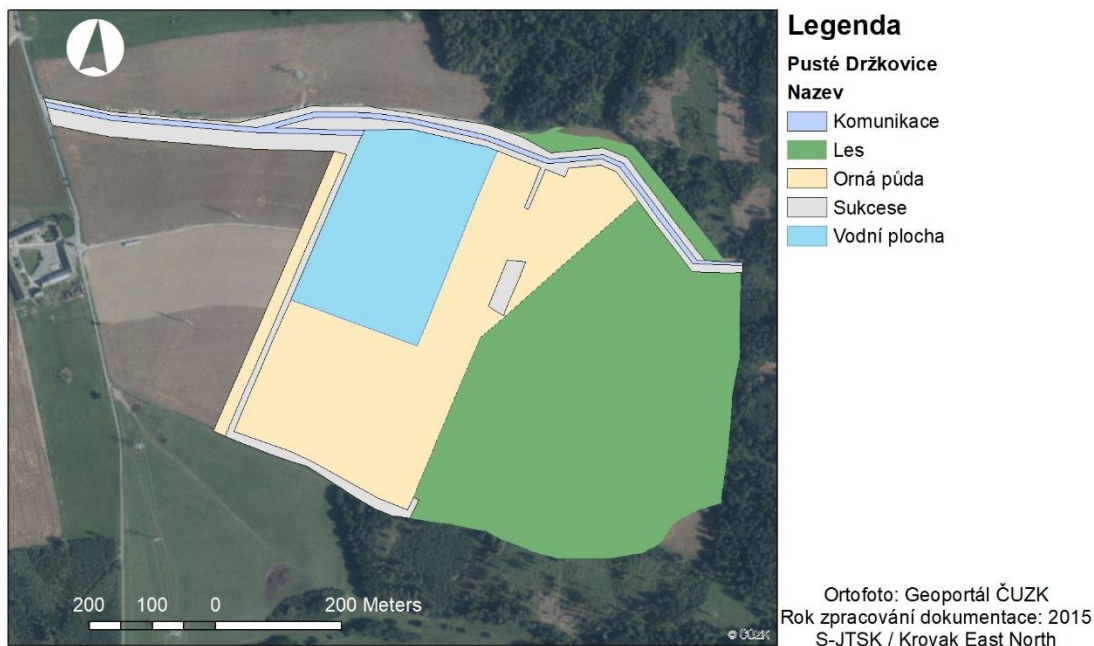 Legenda
Pusté Držkovice
Nazev
Komunikace
Les
Orná půda
Sukcese
Vodní plocha
200 100 0 200 Meters
© ČÚZK
Ortofoto: Geoportál ČUZK
Rok zpracování dokumentace: 2015
S-JTSK / Krovak East North